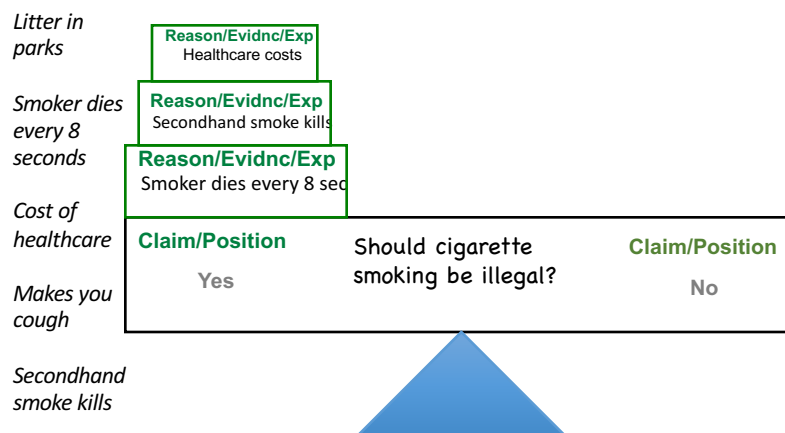 Litter in
parks
Smoker dies
every 8
seconds
Cost of
healthcare
Makes you
cough
Secondhand
smoke kills
Reason/Evidnc/Exp
Healthcare costs
Reason/Evidnc/Exp
Secondhand smoke kills
Reason/Evidnc/Exp
Smoker dies every 8 sec
Claim/Position
Yes
Should cigarette
smoking be illegal?
Claim/Position
No